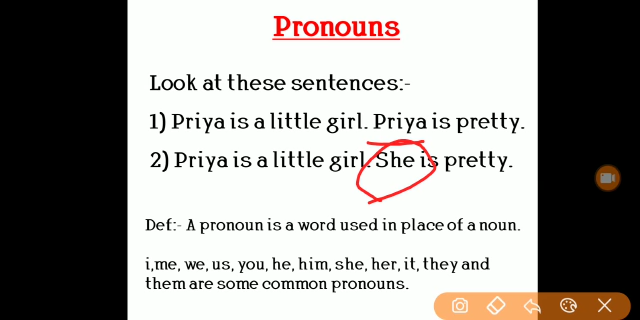 Pronouns
Look at these sentences:-
1) Priya is a little girl. Priya is pretty.
2) Priya is a little girl. She is pretty.
Def:- A pronoun is a word used in place of a noun.
i,me, we, us, you, he, him, she, her, it, they and
them are some common pronouns.